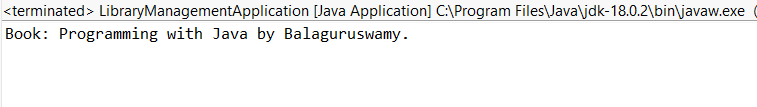 <terminated> LibraryManagementApplication [Java Application] C:\Program Files\Java\jdk-18.0.2\bin\javaw.exe (
Book: Programming with Java by Balaguruswamy.